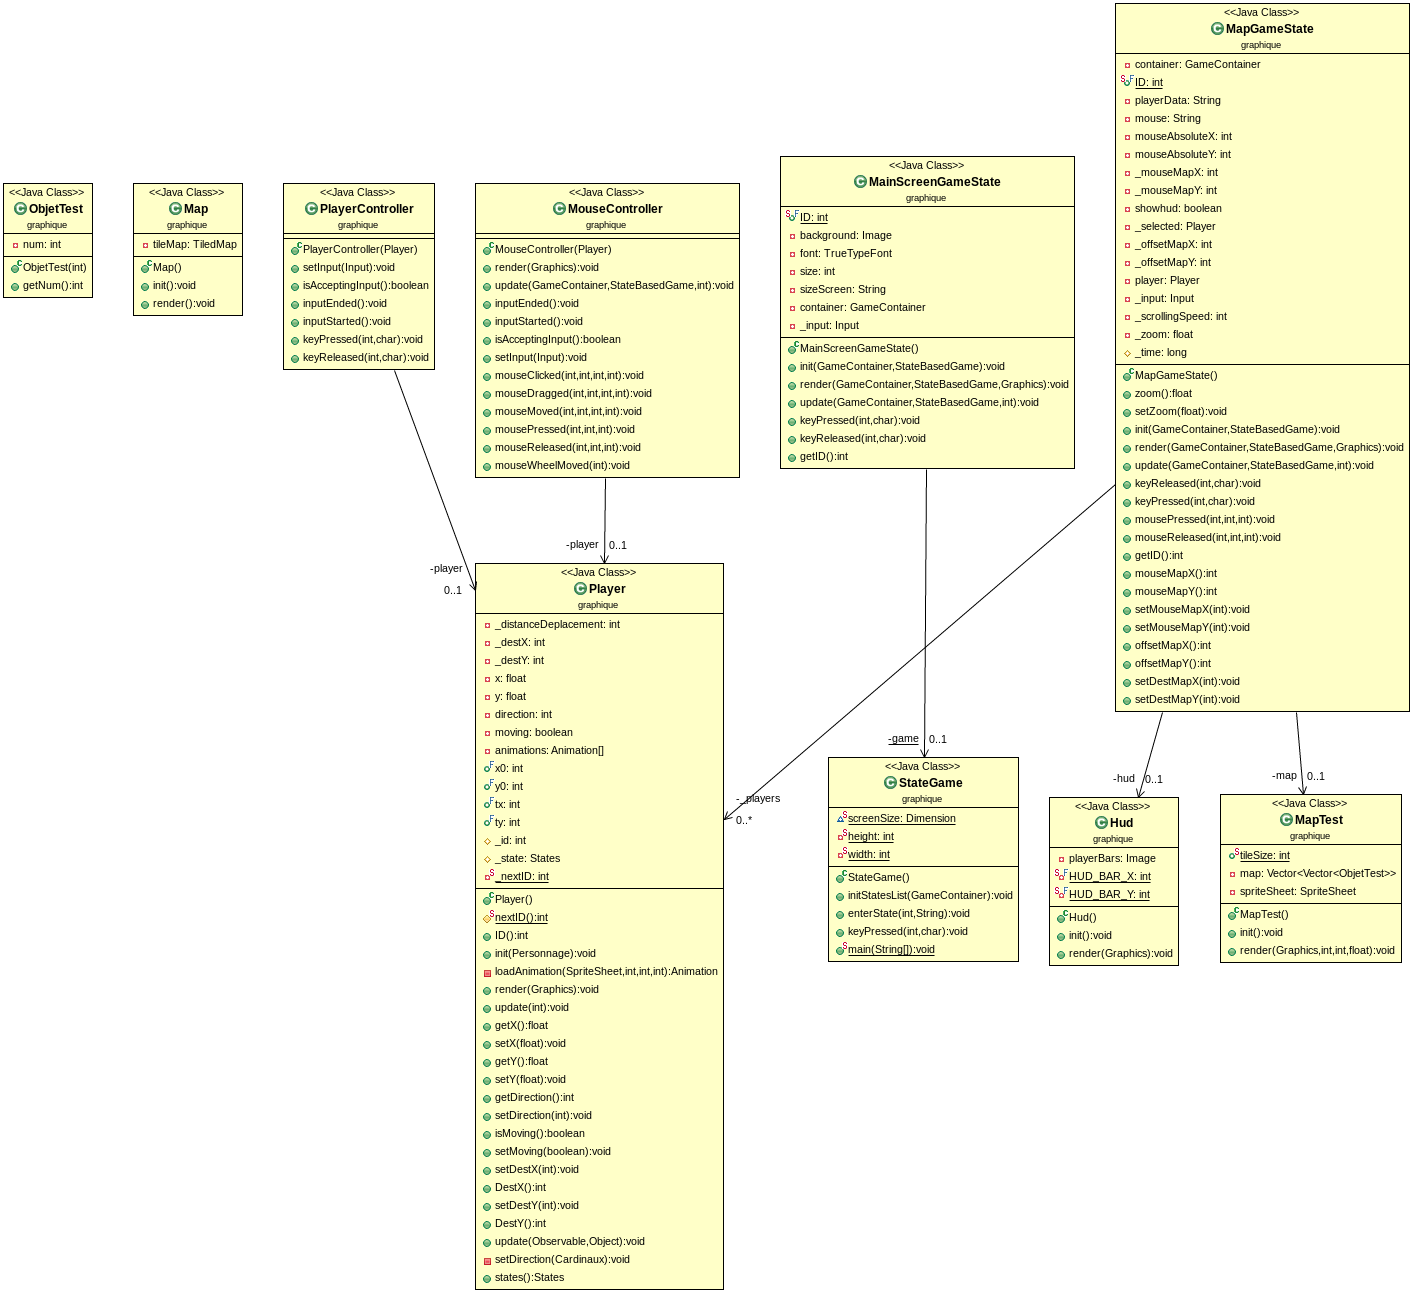 <<Java Class>>
ObjetTest
graphique
num: int
ObjetTest(int)
getNum():int
<<Java Class>>
Map
graphique
tileMap: TiledMap
Map()
init():void
render():void
<<Java Class>>
PlayerController
graphique
PlayerController(Player)
setInput(Input):void
isAcceptingInput():boolean
inputEnded():void
inputStarted():void
keyPressed(int,char):void
keyReleased(int,char):void
<<Java Class>>
MouseController
graphique
MouseController(Player)
render(Graphics):void
update(GameContainer,StateBasedGame,int):void
inputEnded():void
inputStarted():void
isAcceptingInput():boolean
setInput(Input):void
mouseClicked(int,int,int,int):void
mouseDragged(int,int,int,int):void
mouseMoved(int,int,int,int):void
mousePressed(int,int,int):void
mouseReleased(int,int,int):void
mouseWheelMoved(int):void
<<Java Class>>
MainScreenGameState
graphique
ID: int
background: Image
font: TrueTypeFont
size: int
sizeScreen: String
container: GameContainer
_input: Input
MainScreenGameState()
init(GameContainer,StateBasedGame):void
render(GameContainer,StateBasedGame,Graphics):void
update(GameContainer,StateBasedGame,int):void
keyPressed(int,char):void
keyReleased(int,char):void
getID():int
<<Java Class>>
MapGameState
graphique
container: GameContainer
ID: int
playerData: String
mouse: String
mouseAbsoluteX: int
mouseAbsoluteY: int
_mouseMapX: int
_mouseMapY: int
showhud: boolean
_selected: Player
_offsetMapX: int
_offsetMapY: int
player: Player
_input: Input
_scrollingSpeed: int
_zoom: float
_time: long
MapGameState()
zoom():float
setZoom(float):void
init(GameContainer,StateBasedGame):void
render(GameContainer,StateBasedGame,Graphics):void
update(GameContainer,StateBasedGame,int):void
keyReleased(int,char):void
keyPressed(int,char):void
mousePressed(int,int,int):void
mouseReleased(int,int,int):void
getID():int
mouseMapX():int
mouseMapY():int
setMouseMapX(int):void
setMouseMapY(int):void
offsetMapX():int
offsetMapY():int
setDestMapX(int):void
setDestMapY(int):void
-player
0..1
-player
0..1
-_players
0..*
-game
0..1
-hud
0..1
-map
0..1
<<Java Class>>
Player
graphique
_distanceDeplacement: int
_destX: int
_destY: int
x: float
y: float
direction: int
moving: boolean
animations: Animation[]
x0: int
y0: int
tx: int
ty: int
_id: int
_state: States
_nextID: int
Player()
nextID():int
ID():int
init(Personnage):void
loadAnimation(SpriteSheet,int,int,int):Animation
render(Graphics):void
update(int):void
getX():float
setX(float):void
getY():float
setY(float):void
getDirection():int
setDirection(int):void
isMoving():boolean
setMoving(boolean):void
setDestX(int):void
DestX():int
setDestY(int):void
DestY():int
update(Observable,Object):void
setDirection(Cardinaux):void
states():States
<<Java Class>>
StateGame
graphique
screenSize: Dimension
height: int
width: int
StateGame()
initStatesList(GameContainer):void
enterState(int,String):void
keyPressed(int,char):void
main(String[]):void
<<Java Class>>
Hud
graphique
playerBars: Image
HUD_BAR_X: int
HUD_BAR_Y: int
Hud()
init():void
render(Graphics):void
<<Java Class>>
MapTest
graphique
tileSize: int
map: Vector<Vector<ObjetTest>>
spriteSheet: SpriteSheet
MapTest()
init():void
render(Graphics,int,int,float):void